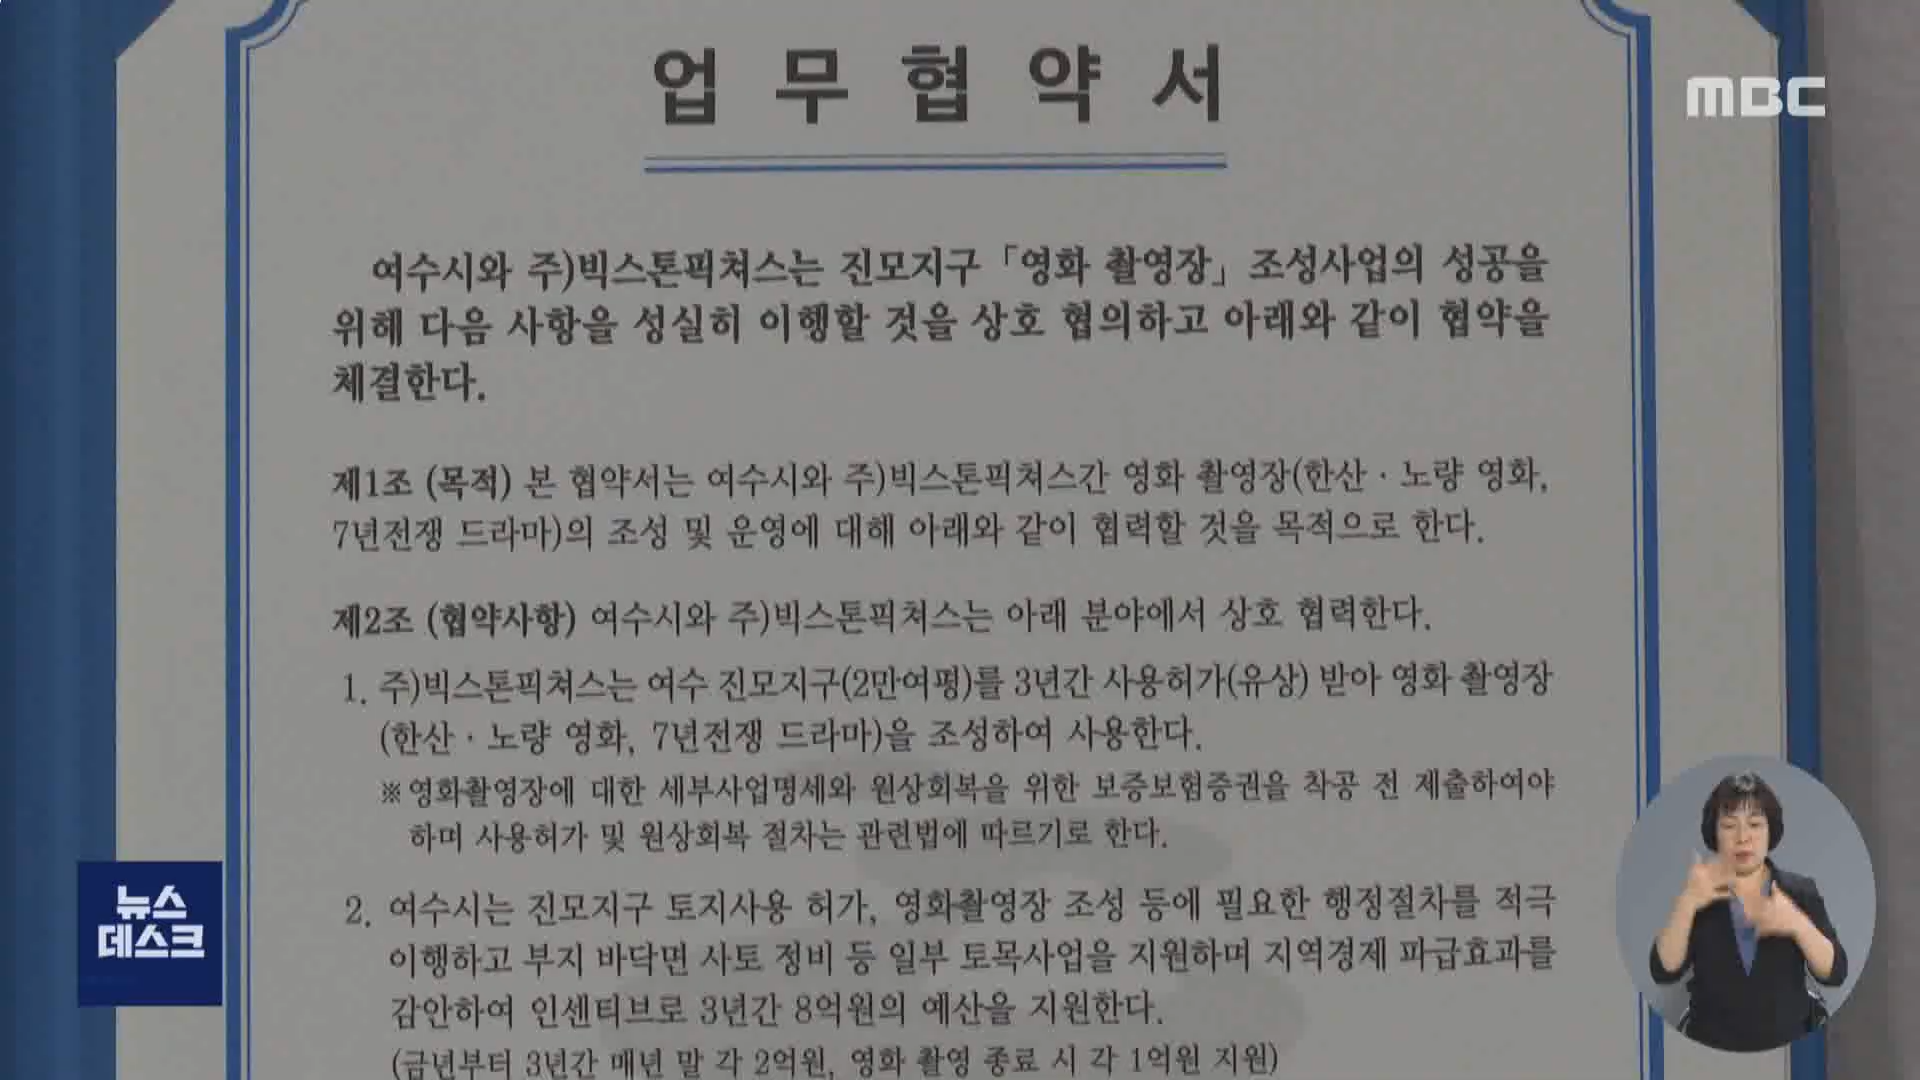 업무협약서
MBC
여수시와 주)빅스톤픽쳐스는 진모지구 「영화 촬영장」 조성사업의 성공을
위해 다음 사항을 성실히 이행할 것을 상호 협의하고 아래와 같이 협약을
체결한다.
제1조 (목적) 본 협약서는 여수시와 주)빅스톤픽쳐스간 영화 촬영장(한산 · 노량 영화,
7년전쟁 드라마)의 조성 및 운영에 대해 아래와 같이 협력할 것을 목적으로 한다.
제2조 (협약사항) 여수시와 주)빅스톤픽쳐스는 아래 분야에서 상호 협력한다.
1. 주)빅스톤픽쳐스는 여수 진모지구(2만여평)를 3년간 사용허가(유상) 받아 영화 촬영장
(한산 · 노량 영화, 7년전쟁 드라마)을 조성하여 사용한다.
※ 영화촬영장에 대한 세부사업명세와 원상회복을 위한 보증보험증권을 착공 전 제출하여야
하며 사용허가 및 원상회복 절차는 관련법에 따르기로 한다.
2. 여수시는 진모지구 토지사용 허가, 영화촬영장 조성 등에 필요한 행정절차를 적극
이행하고 부지 바닥면 사토 정비 등 일부 토목사업을 지원하며 지역경제 파급효과를
감안하여 인센티브로 3년간 8억원의 예산을 지원한다.
(금년부터 3년간 매년 말 각 2억원, 영화 촬영 종료 시 각 1억원 지원)
뉴스
데스크